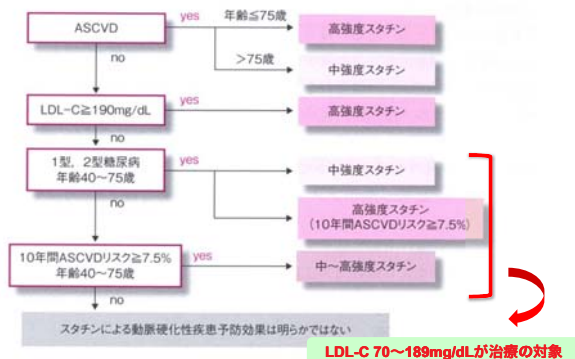 ASCVD
yes
年齢≦75歳
高強度スタチン
no
＞75歳
中強度スタチン
LDL-C≧190mg/dL
yes
高強度スタチン
no
1型，2型糖尿病
年齢40〜75歳
yes
中強度スタチン
no
高強度スタチン
(10年間ASCVDリスク≧7.5%)
10年間ASCVDリスク≧7.5%
年齢40〜75歳
yes
中〜高強度スタチン
no
スタチンによる動脈硬化性疾患予防効果は明らかではない
LDL-C 70〜189mg/dLが治療の対象